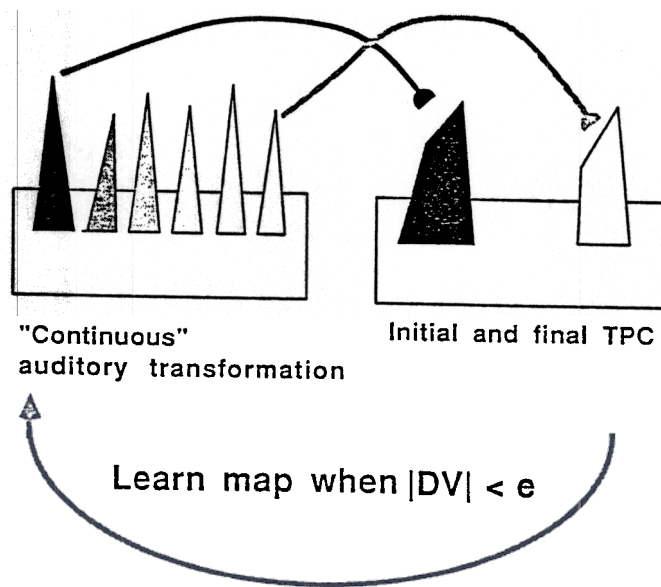 "Continuous"
auditory transformation
Initial and final TPC
Learn map when |DV| < e